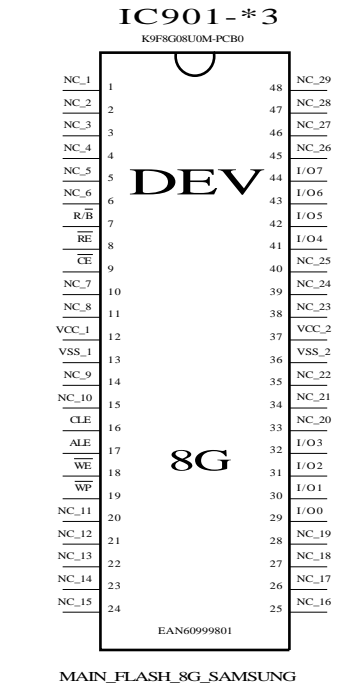 IC901-*3
K9F8G08U0M-PCB0
NC_1 1 48 NC_29
NC_2 2 47 NC_28
NC_3 3 46 NC_27
NC_4 4 45 NC_26
NC_5 5 44 I/O7
DEV
NC_6 6 43 I/O6
R/B̅ 7 42 I/O5
R̅E̅ 8 41 I/O4
C̅E̅ 9 40 NC_25
NC_7 10 39 NC_24
NC_8 11 38 NC_23
VCC_1 12 37 VCC_2
VSS_1 13 36 VSS_2
NC_9 14 35 NC_22
NC_10 15 34 NC_21
CLE 16 33 NC_20
ALE 17 32 I/O3
8G
W̅E̅ 18 31 I/O2
W̅P̅ 19 30 I/O1
NC_11 20 29 I/O0
NC_12 21 28 NC_19
NC_13 22 27 NC_18
NC_14 23 26 NC_17
NC_15 24 25 NC_16
EAN60999801
MAIN_FLASH_8G_SAMSUNG